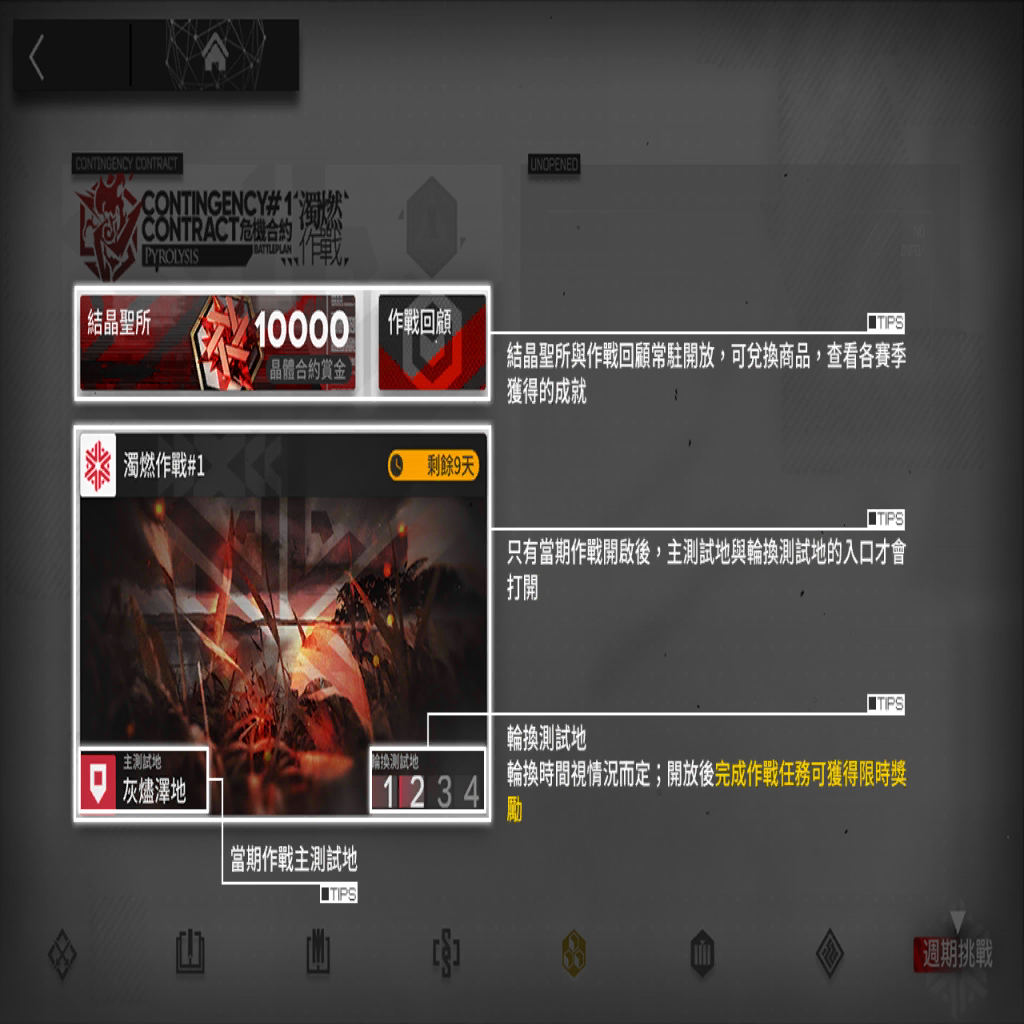 CONTINGENCY CONTRACT
UNOPENED
CONTINGENCY#1
CONTRACT危機合約
BATTLEPLAN
PYROLYSIS
濁燃
作戰
NO
結晶聖所
10000
晶體合約賞金
作戰回顧
TIPS
結晶聖所與作戰回顧常駐開放，可兌換商品，查看各賽季
獲得的成就
濁燃作戰#1
剩餘9天
TIPS
只有當期作戰開啟後，主測試地與輪換測試地的入口才會
打開
TIPS
輪換測試地
輪換時間視情況而定；開放後完成作戰任務可獲得限時獎
勵
主測試地
灰燼澤地
輪換測試地
1 2 3 4
當期作戰主測試地
TIPS
週期挑戰